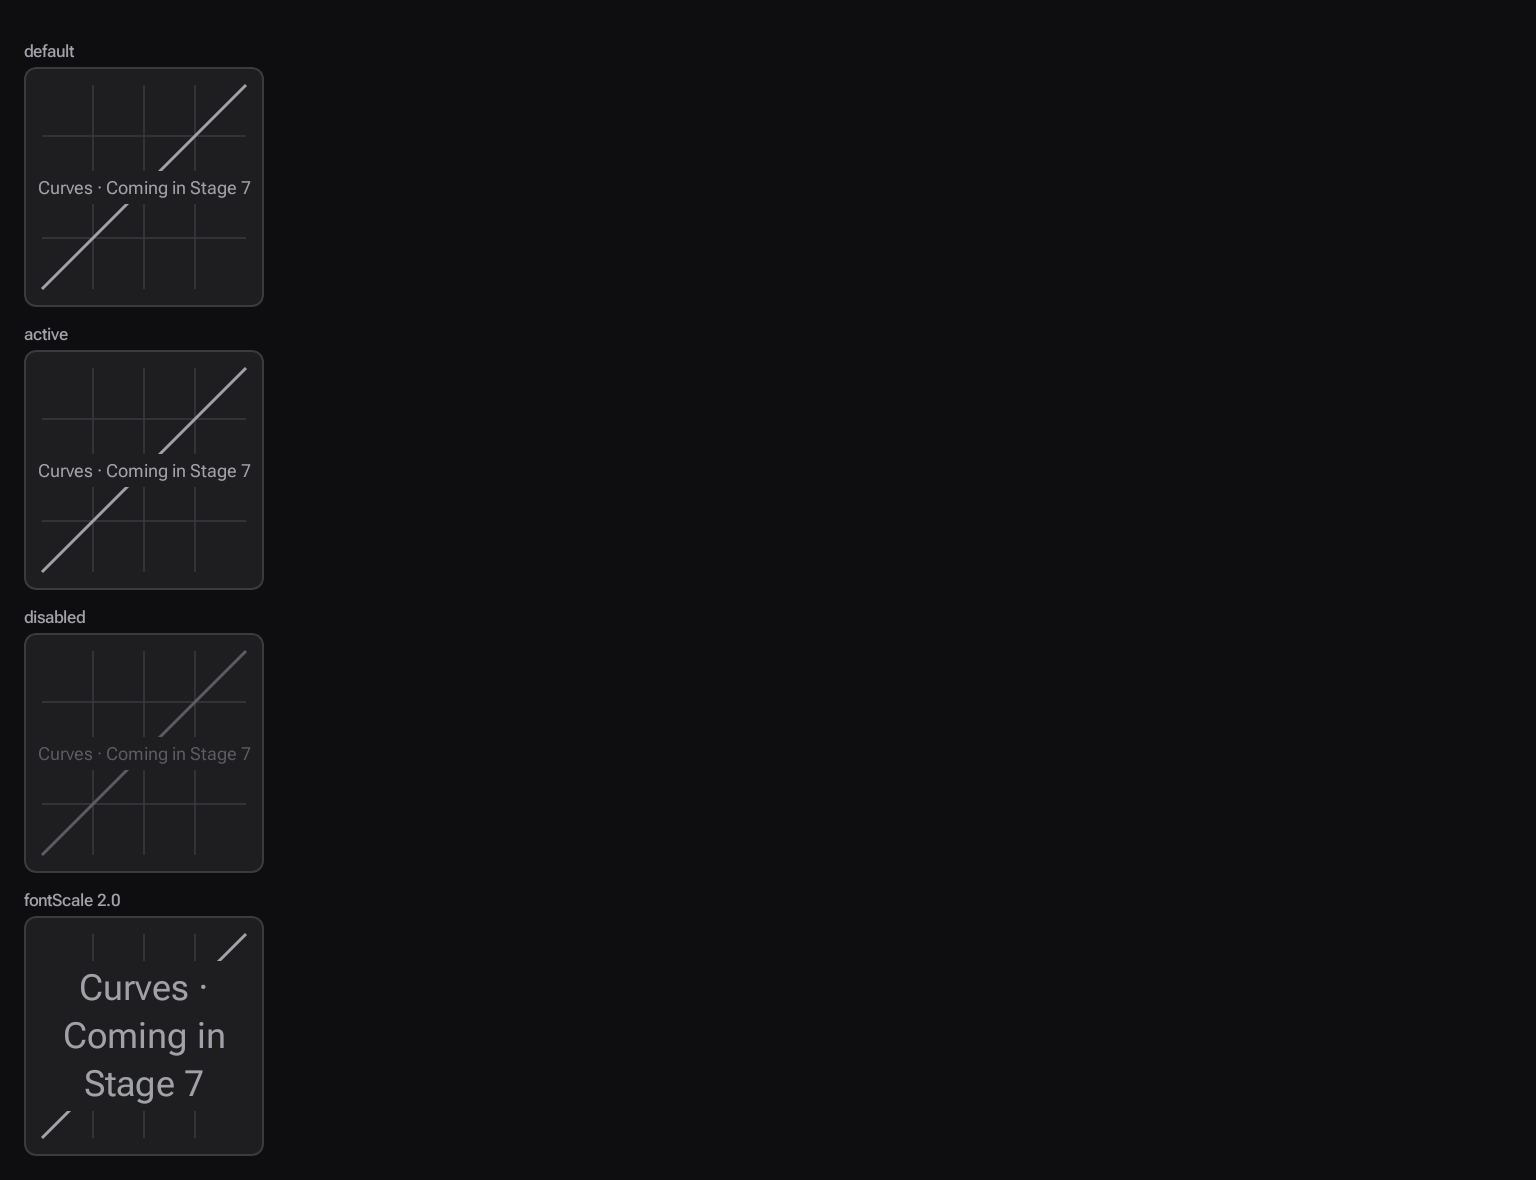 default
Curves · Coming in Stage 7
active
Curves · Coming in Stage 7
disabled
Curves · Coming in Stage 7
fontScale 2.0
Curves ·
Coming in
Stage 7